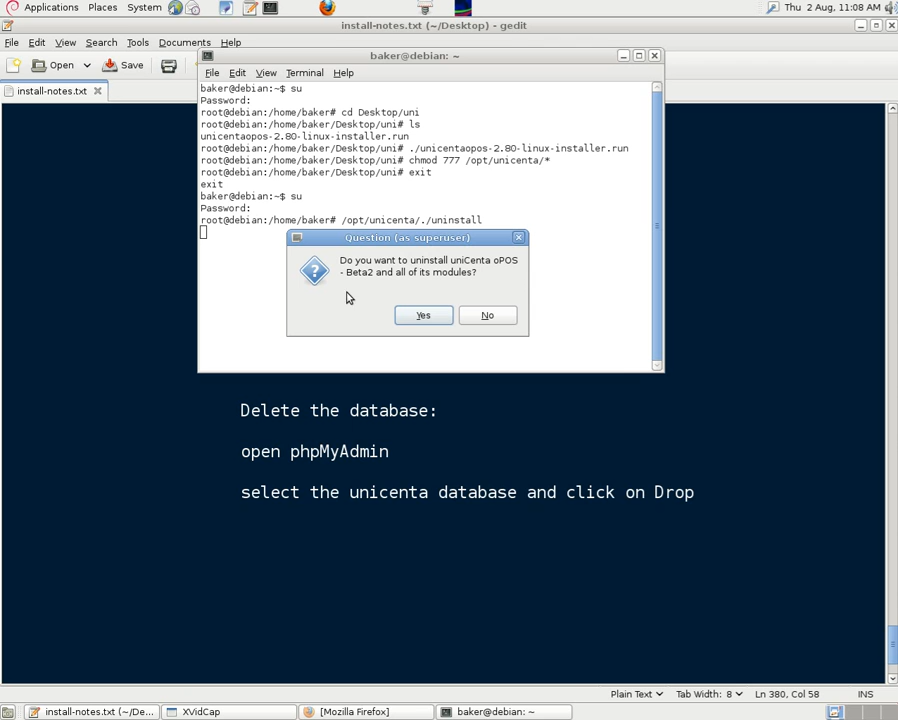 Applications Places System Thu 2 Aug, 11:08 AM
install-notes.txt (~/Desktop) - gedit
File Edit View Search Tools Documents Help
Open Save
install-notes.txt
baker@debian: ~
File Edit View Terminal Help
baker@debian:~$ su
Password:
root@debian:/home/baker# cd Desktop/uni
root@debian:/home/baker/Desktop/uni# ls
unicentaopos-2.80-linux-installer.run
root@debian:/home/baker/Desktop/uni# ./unicentaopos-2.80-linux-installer.run
root@debian:/home/baker/Desktop/uni# chmod 777 /opt/unicenta/*
root@debian:/home/baker/Desktop/uni# exit
exit
baker@debian:~$ su
Password:
root@debian:/home/baker# /opt/unicenta/./uninstall
Question (as superuser)
Do you want to uninstall uniCenta oPOS
- Beta2 and all of its modules?
Yes No
Delete the database:
open phpMyAdmin
select the unicenta database and click on Drop
Plain Text Tab Width: 8 Ln 380, Col 58 INS
install-notes.txt (~/De... XVidCap [Mozilla Firefox] baker@debian: ~